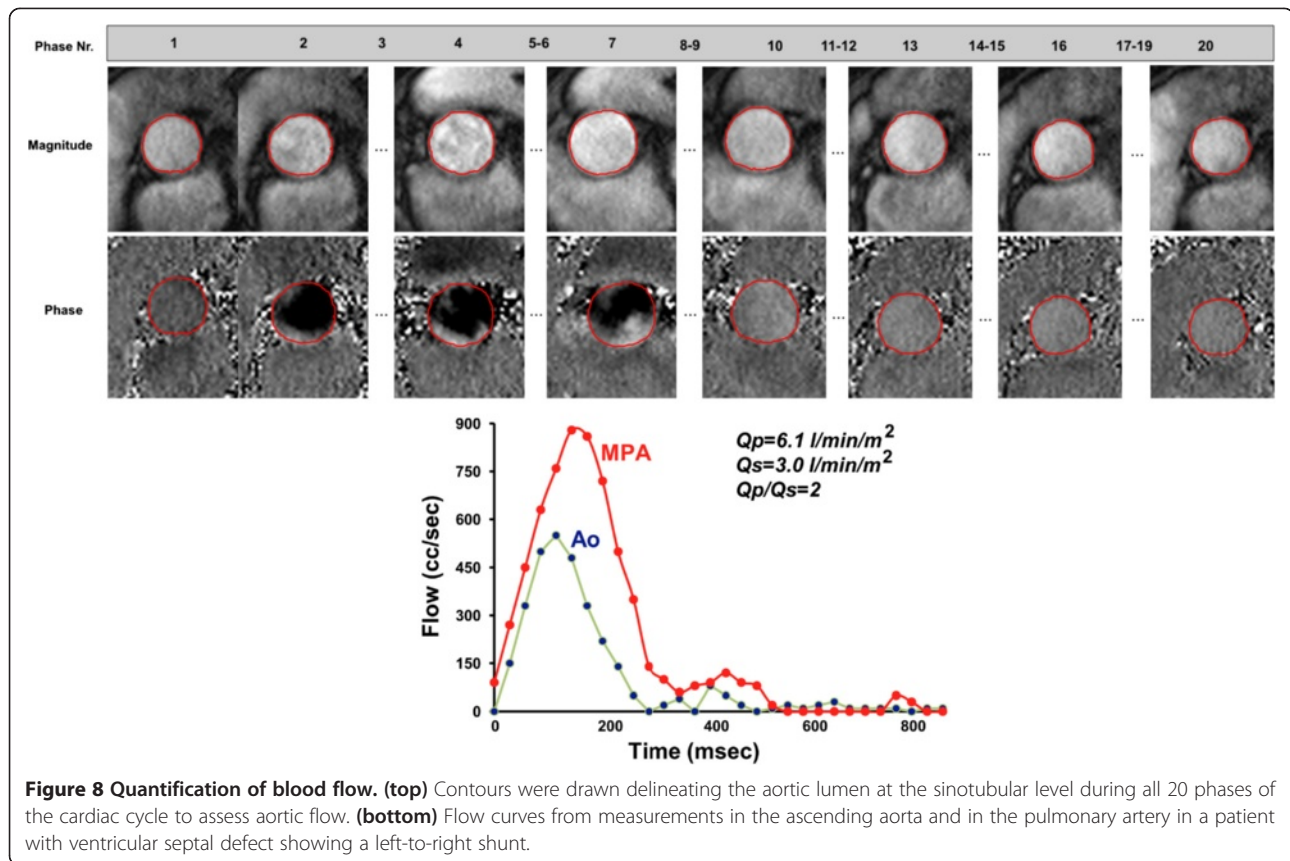 Phase Nr. 1 2 3 4 5-6 7 8-9 10 11-12 13 14-15 16 17-19 20
Magnitude
... ... ... ... ... ...
Phase
... ... ... ... ... ...
900
750
600
450
300
150
0
Flow (cc/sec)
MPA
Ao
Qp=6.1 l/min/m²
Qs=3.0 l/min/m²
Qp/Qs=2
0 200 400 600 800
Time (msec)
Figure 8 Quantification of blood flow. (top) Contours were drawn delineating the aortic lumen at the sinotubular level during all 20 phases of
the cardiac cycle to assess aortic flow. (bottom) Flow curves from measurements in the ascending aorta and in the pulmonary artery in a patient
with ventricular septal defect showing a left-to-right shunt.